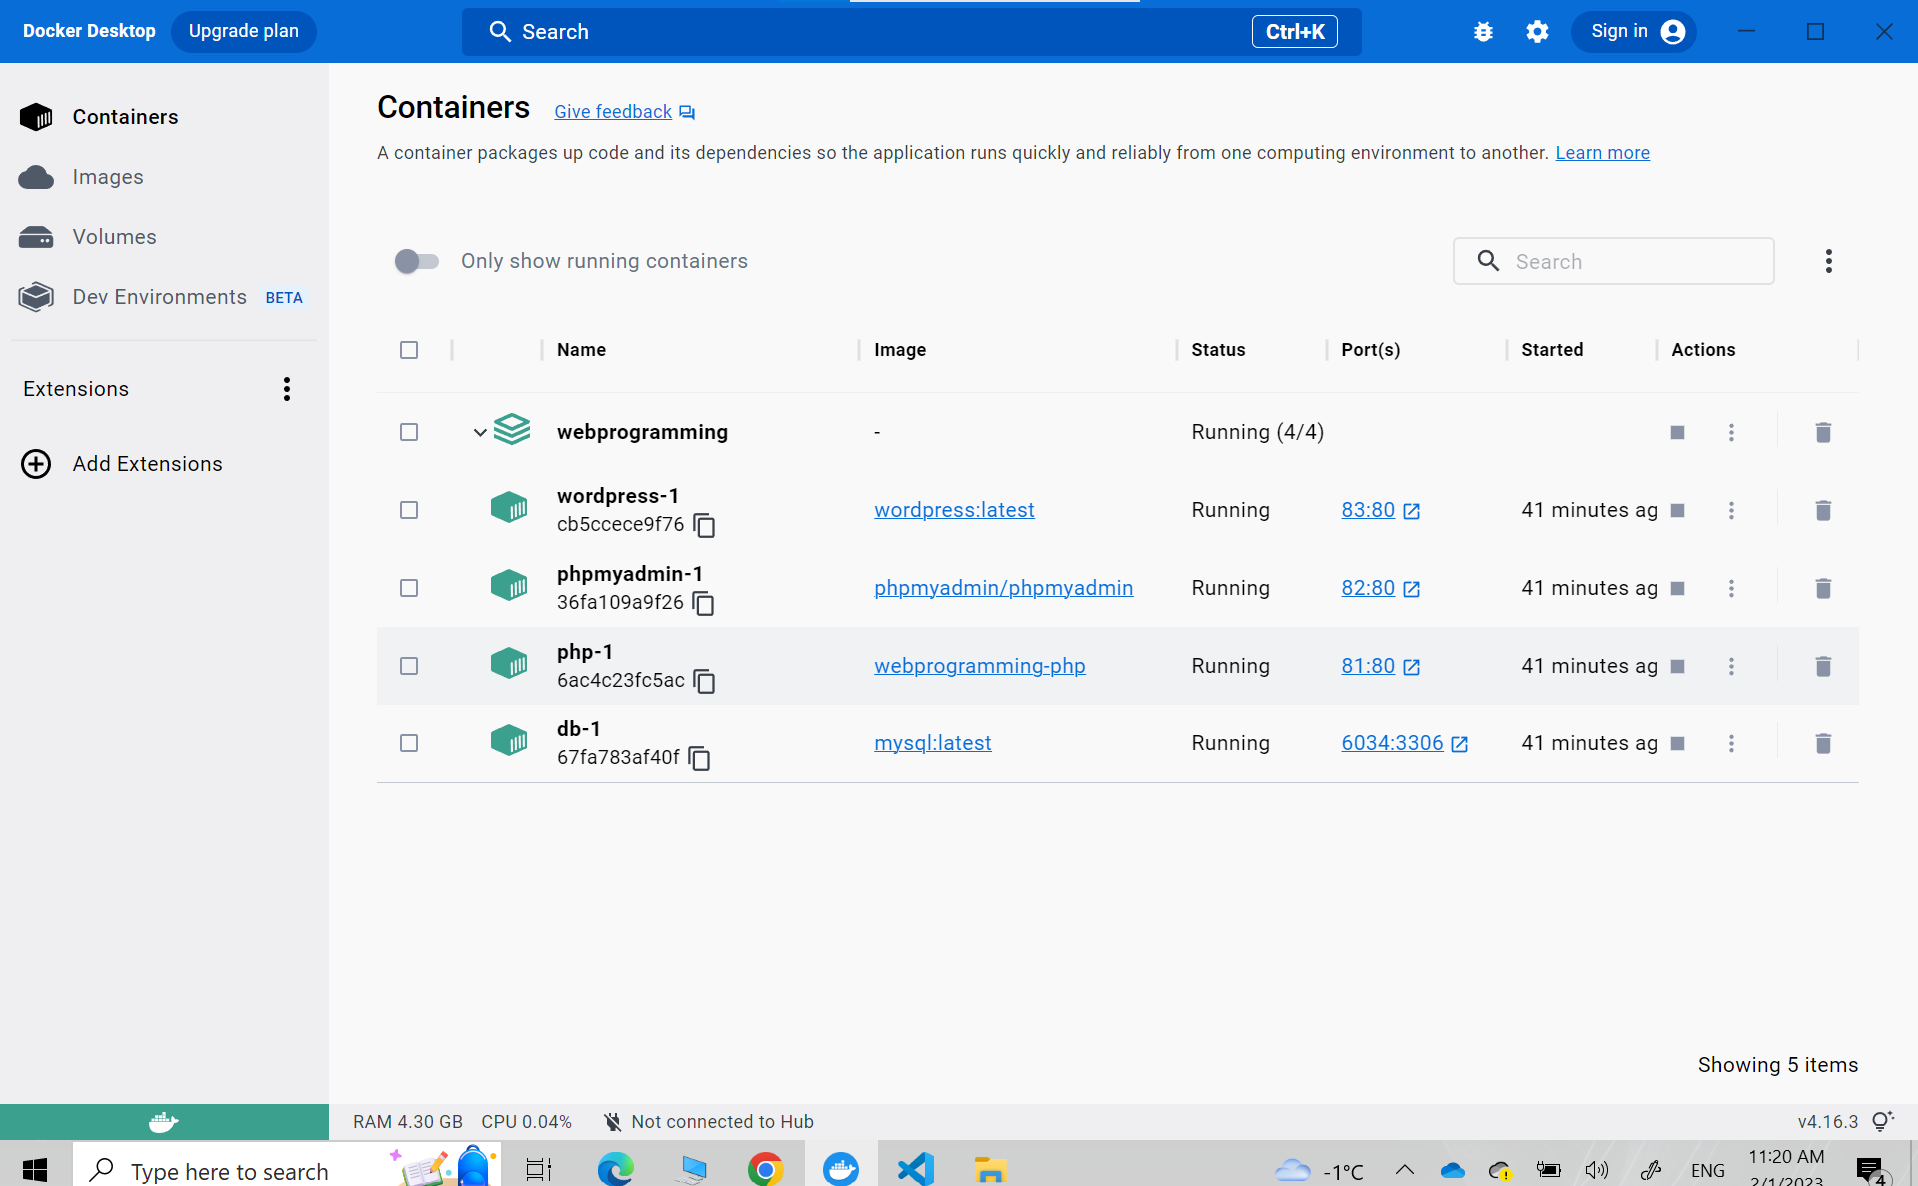 Docker Desktop
Upgrade plan
Search
Ctrl+K
Sign in
Containers
Images
Volumes
Dev Environments BETA
Extensions
Add Extensions
Containers
Give feedback
A container packages up code and its dependencies so the application runs quickly and reliably from one computing environment to another. Learn more
Only show running containers
Search
Name Image Status Port(s) Started Actions
webprogramming - Running (4/4)
wordpress-1
cb5ccece9f76 wordpress:latest Running 83:80 41 minutes ag
phpmyadmin-1
36fa109a9f26 phpmyadmin/phpmyadmin Running 82:80 41 minutes ag
php-1
6ac4c23fc5ac webprogramming-php Running 81:80 41 minutes ag
db-1
67fa783af40f mysql:latest Running 6034:3306 41 minutes ag
Showing 5 items
RAM 4.30 GB CPU 0.04% Not connected to Hub v4.16.3
Type here to search
-1°C
ENG
11:20 AM
2/1/2023
4